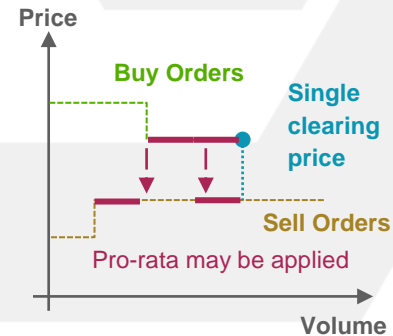 Price
Buy Orders
Single
clearing
price
Sell Orders
Pro-rata may be applied
Volume